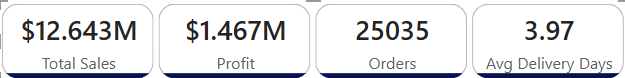 $12.643M
Total Sales
$1.467M
Profit
25035
Orders
3.97
Avg Delivery Days